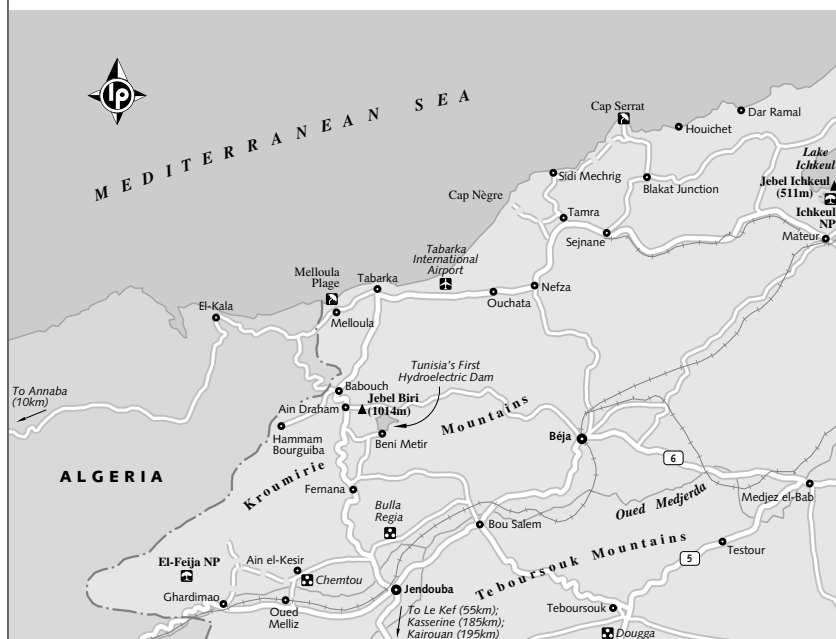 lp
MEDITERRANEAN SEA
Cap Serrat
Dar Ramal
Houichet
Lake
Ichkeul
Sidi Mechrig
Blakat Junction
Jebel Ichkeul
(511m)
Ichkeul
NP
Cap Nègre
Tamra
Sejnane
Mateur
Tabarka
International
Airport
Melloula
Plage
Tabarka
Nefza
Ouchata
El-Kala
Melloula
Tunisia's First
Hydroelectric Dam
To Annaba
(10km)
Babouch
Jebel Biri
(1014m)
Ain Draham
Mountains
Hammam
Bourguiba
Beni Metir
Béja
6
ALGERIA
Kroumirie
Fernana
Medjez el-Bab
Oued Medjerda
Bulla
Regia
Bou Salem
Teboursouk Mountains
5
Testour
El-Feija NP
Ain el-Kesir
Chemtou
Jendouba
Ghardimao
Oued
Melliz
To Le Kef (55km);
Kasserine (185km);
Kairouan (195km)
Teboursouk
Dougga